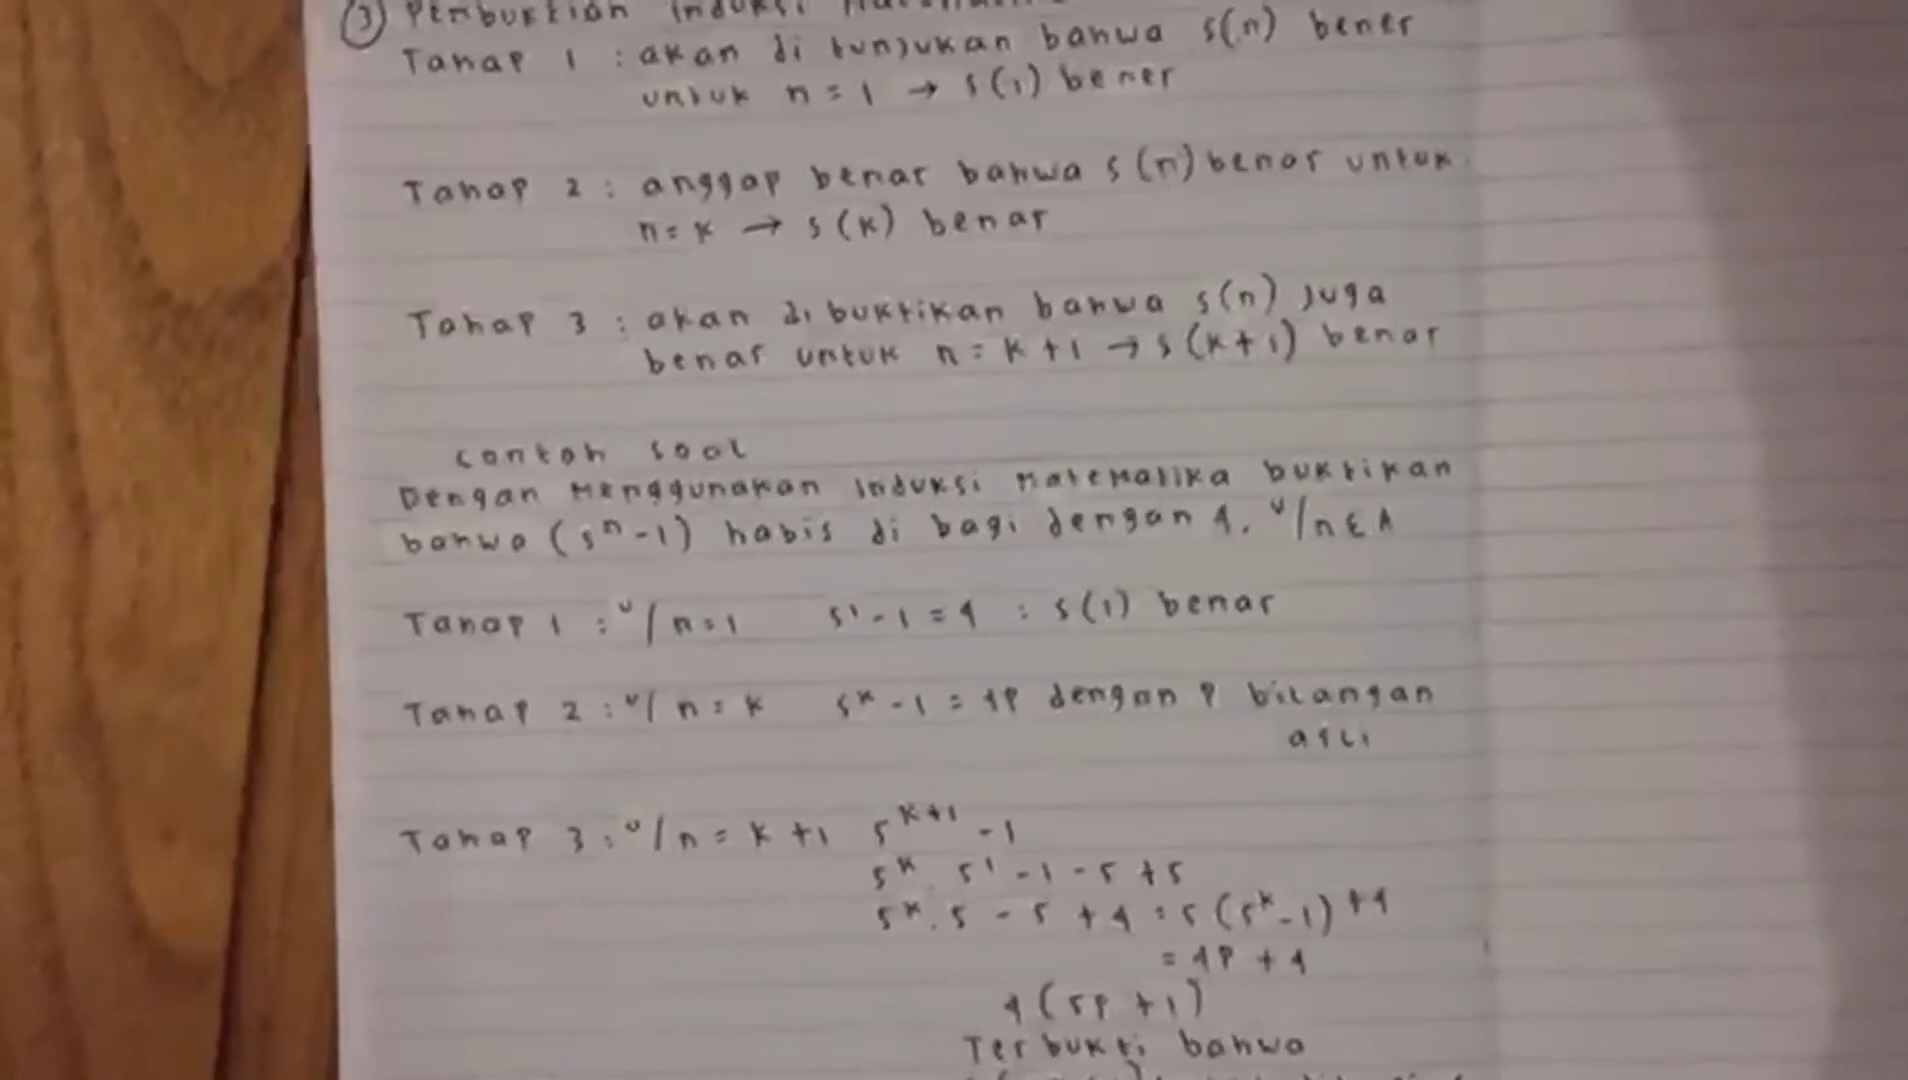 (3) Pembuktian Induksi
Tahap 1 : akan di tunjukan bahwa s(n) bener
untuk n = 1 → s(1) bener
Tahap 2 : anggap benar bahwa s(n) benar untuk
n = k → s(k) benar
Tahap 3 : akan di buktikan bahwa s(n) juga
benar untuk n = k + 1 → s(k+1) benar
contoh soal
Dengan Menggunakan Induksi Matematika buktikan
bahwa (5ⁿ - 1) habis di bagi dengan 4. U/n ε A
Tahap 1 : U/n = 1 5¹ - 1 = 4 : s(1) benar
Tahap 2 : U/n = k 5ᵏ - 1 = 4P dengan P bilangan
asli
Tahap 3 : U/n = k + 1 5ᵏ⁺¹ - 1
5ᵏ 5¹ - 1 - 5 + 5
5ᵏ . 5 - 5 + 4 = 5(5ᵏ - 1) + 4
= 4P + 4
4(5P + 1)
Terbukti bahwa